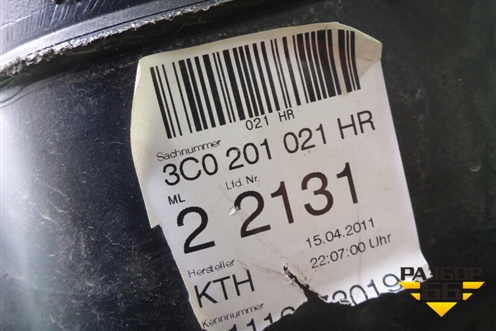 021 HR
Sachnummer
3C0 201 021 HR
ML Lfd. Nr.
2 2131
Hersteller 15.04.2011
KTH 22:07:00 Uhr
Kennnummer
РАЗБОР
66